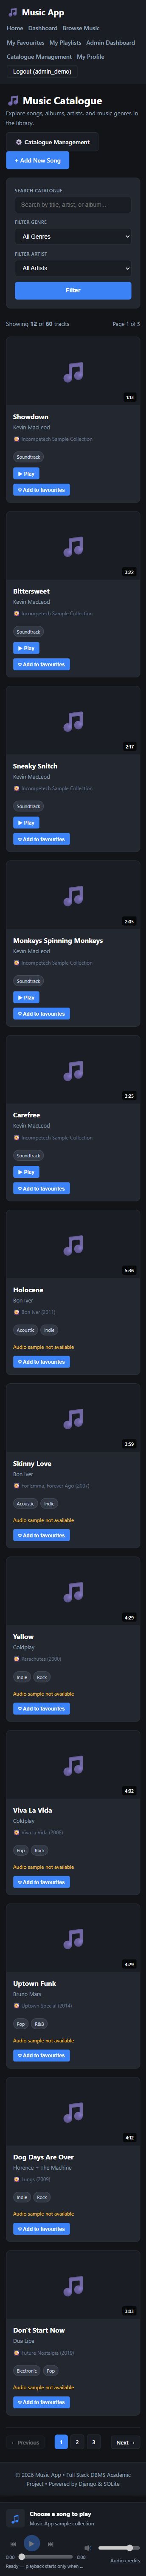 Music App
Home Dashboard Browse Music
My Favourites My Playlists Admin Dashboard
Catalogue Management My Profile
Logout (admin_demo)
Music Catalogue
Explore songs, albums, artists, and music genres in
the library.
Catalogue Management
+ Add New Song
SEARCH CATALOGUE
Search by title, artist, or album...
FILTER GENRE
All Genres
FILTER ARTIST
All Artists
Filter
Showing 12 of 60 tracks
Page 1 of 5
1:13
Showdown
Kevin MacLeod
Incompetech Sample Collection
Soundtrack
▶ Play
♡ Add to favourites
3:22
Bittersweet
Kevin MacLeod
Incompetech Sample Collection
Soundtrack
▶ Play
♡ Add to favourites
2:17
Sneaky Snitch
Kevin MacLeod
Incompetech Sample Collection
Soundtrack
▶ Play
♡ Add to favourites
2:05
Monkeys Spinning Monkeys
Kevin MacLeod
Incompetech Sample Collection
Soundtrack
▶ Play
♡ Add to favourites
3:25
Carefree
Kevin MacLeod
Incompetech Sample Collection
Soundtrack
▶ Play
♡ Add to favourites
5:36
Holocene
Bon Iver
Bon Iver (2011)
Acoustic Indie
Audio sample not available
♡ Add to favourites
3:59
Skinny Love
Bon Iver
For Emma, Forever Ago (2007)
Acoustic Indie
Audio sample not available
♡ Add to favourites
4:29
Yellow
Coldplay
Parachutes (2000)
Indie Rock
Audio sample not available
♡ Add to favourites
4:02
Viva La Vida
Coldplay
Viva la Vida (2008)
Pop Rock
Audio sample not available
♡ Add to favourites
4:29
Uptown Funk
Bruno Mars
Uptown Special (2014)
Pop R&B
Audio sample not available
♡ Add to favourites
4:12
Dog Days Are Over
Florence + The Machine
Lungs (2009)
Indie Rock
Audio sample not available
♡ Add to favourites
3:03
Don't Start Now
Dua Lipa
Future Nostalgia (2019)
Electronic Pop
Audio sample not available
♡ Add to favourites
← Previous 1 2 3 Next →
© 2026 Music App • Full Stack DBMS Academic
Project • Powered by Django & SQLite
Choose a song to play
Music App sample collection
0:00 0:00
Ready — playback starts only when ...
Audio credits